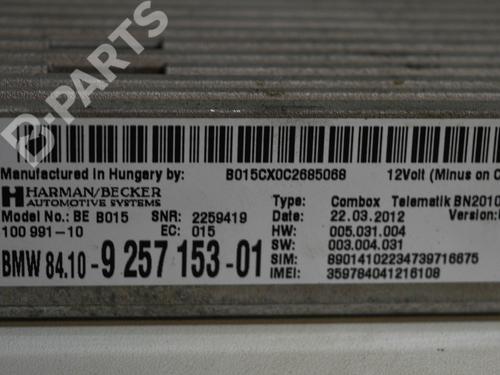 B-PARTS
Manufactured in Hungary by: B015CX0C2685068 12Volt (Minus on C
HARMAN/BECKER
AUTOMOTIVE SYSTEMS
Type: Combox Telematik BN2010
Model No.: BE B015 SNR: 2259419 Date: 22.03.2012 Version:
100 991-10 EC: 015 HW: 005.031.004
SW: 003.004.031
BMW 84.10- 9 257 153 -01 SIM: 89014102234739716675
IMEI: 359784041216108